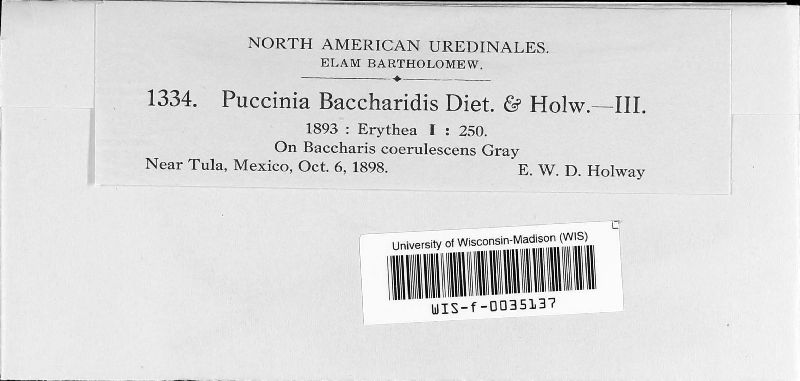 NORTH AMERICAN UREDINALES.
ELAM BARTHOLOMEW.
1334. Puccinia Baccharidis Diet. & Holw.—III.
1893 : Erythea I : 250.
On Baccharis coerulescens Gray
Near Tula, Mexico, Oct. 6, 1898. E. W. D. Holway
University of Wisconsin-Madison (WIS)
WIS-f-0035137